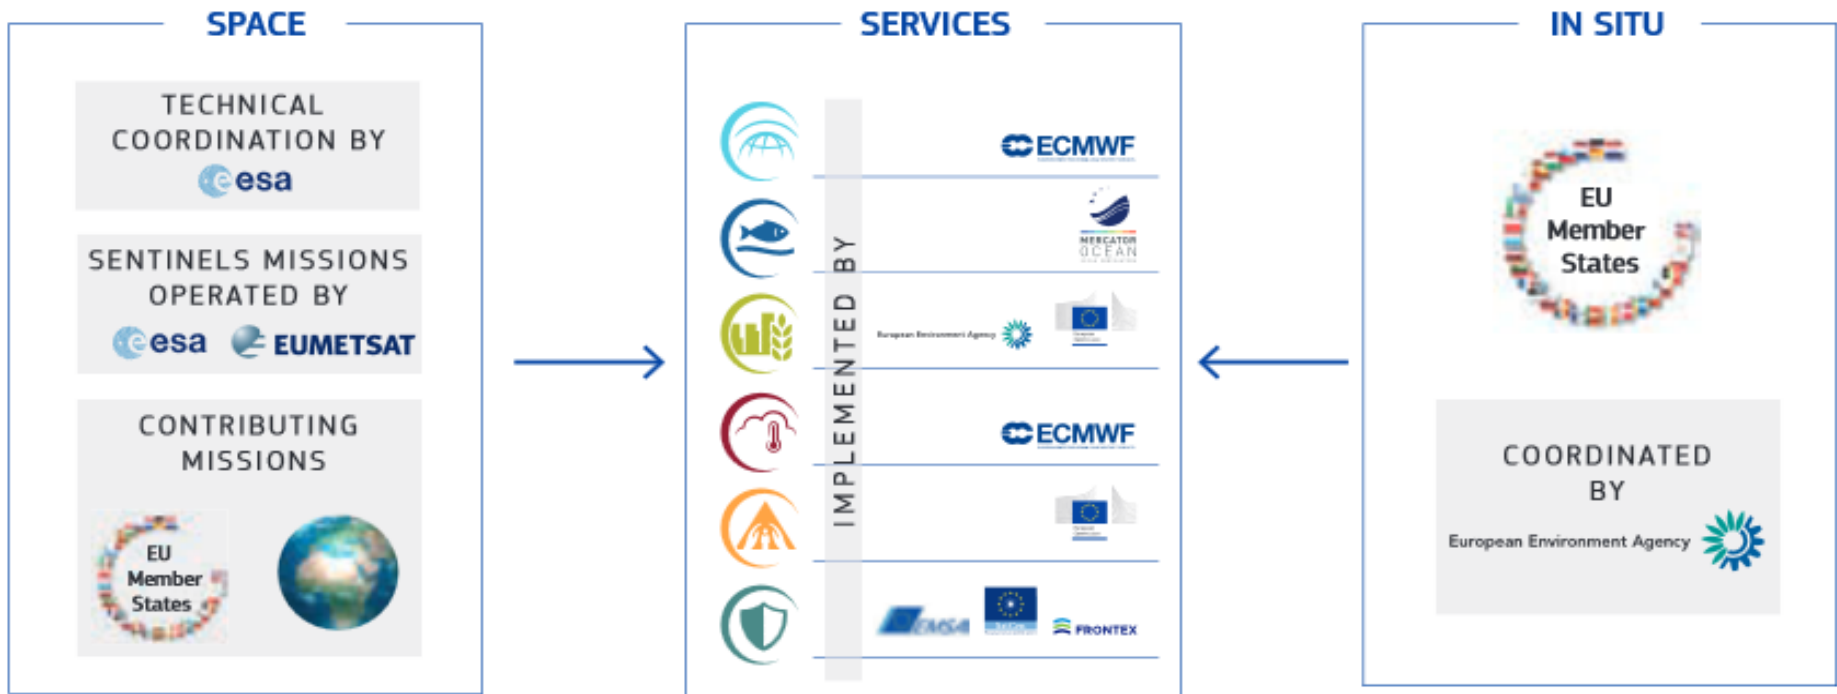 SPACE
TECHNICAL
COORDINATION BY
esa
SENTINELS MISSIONS
OPERATED BY
esa EUMETSAT
CONTRIBUTING
MISSIONS
EU
Member
States
SERVICES
IMPLEMENTED BY
ECMWF
MERCATOR
OCEAN
European Environment Agency
ECMWF
EMSA
FRONTEX
IN SITU
EU
Member
States
COORDINATED
BY
European Environment Agency